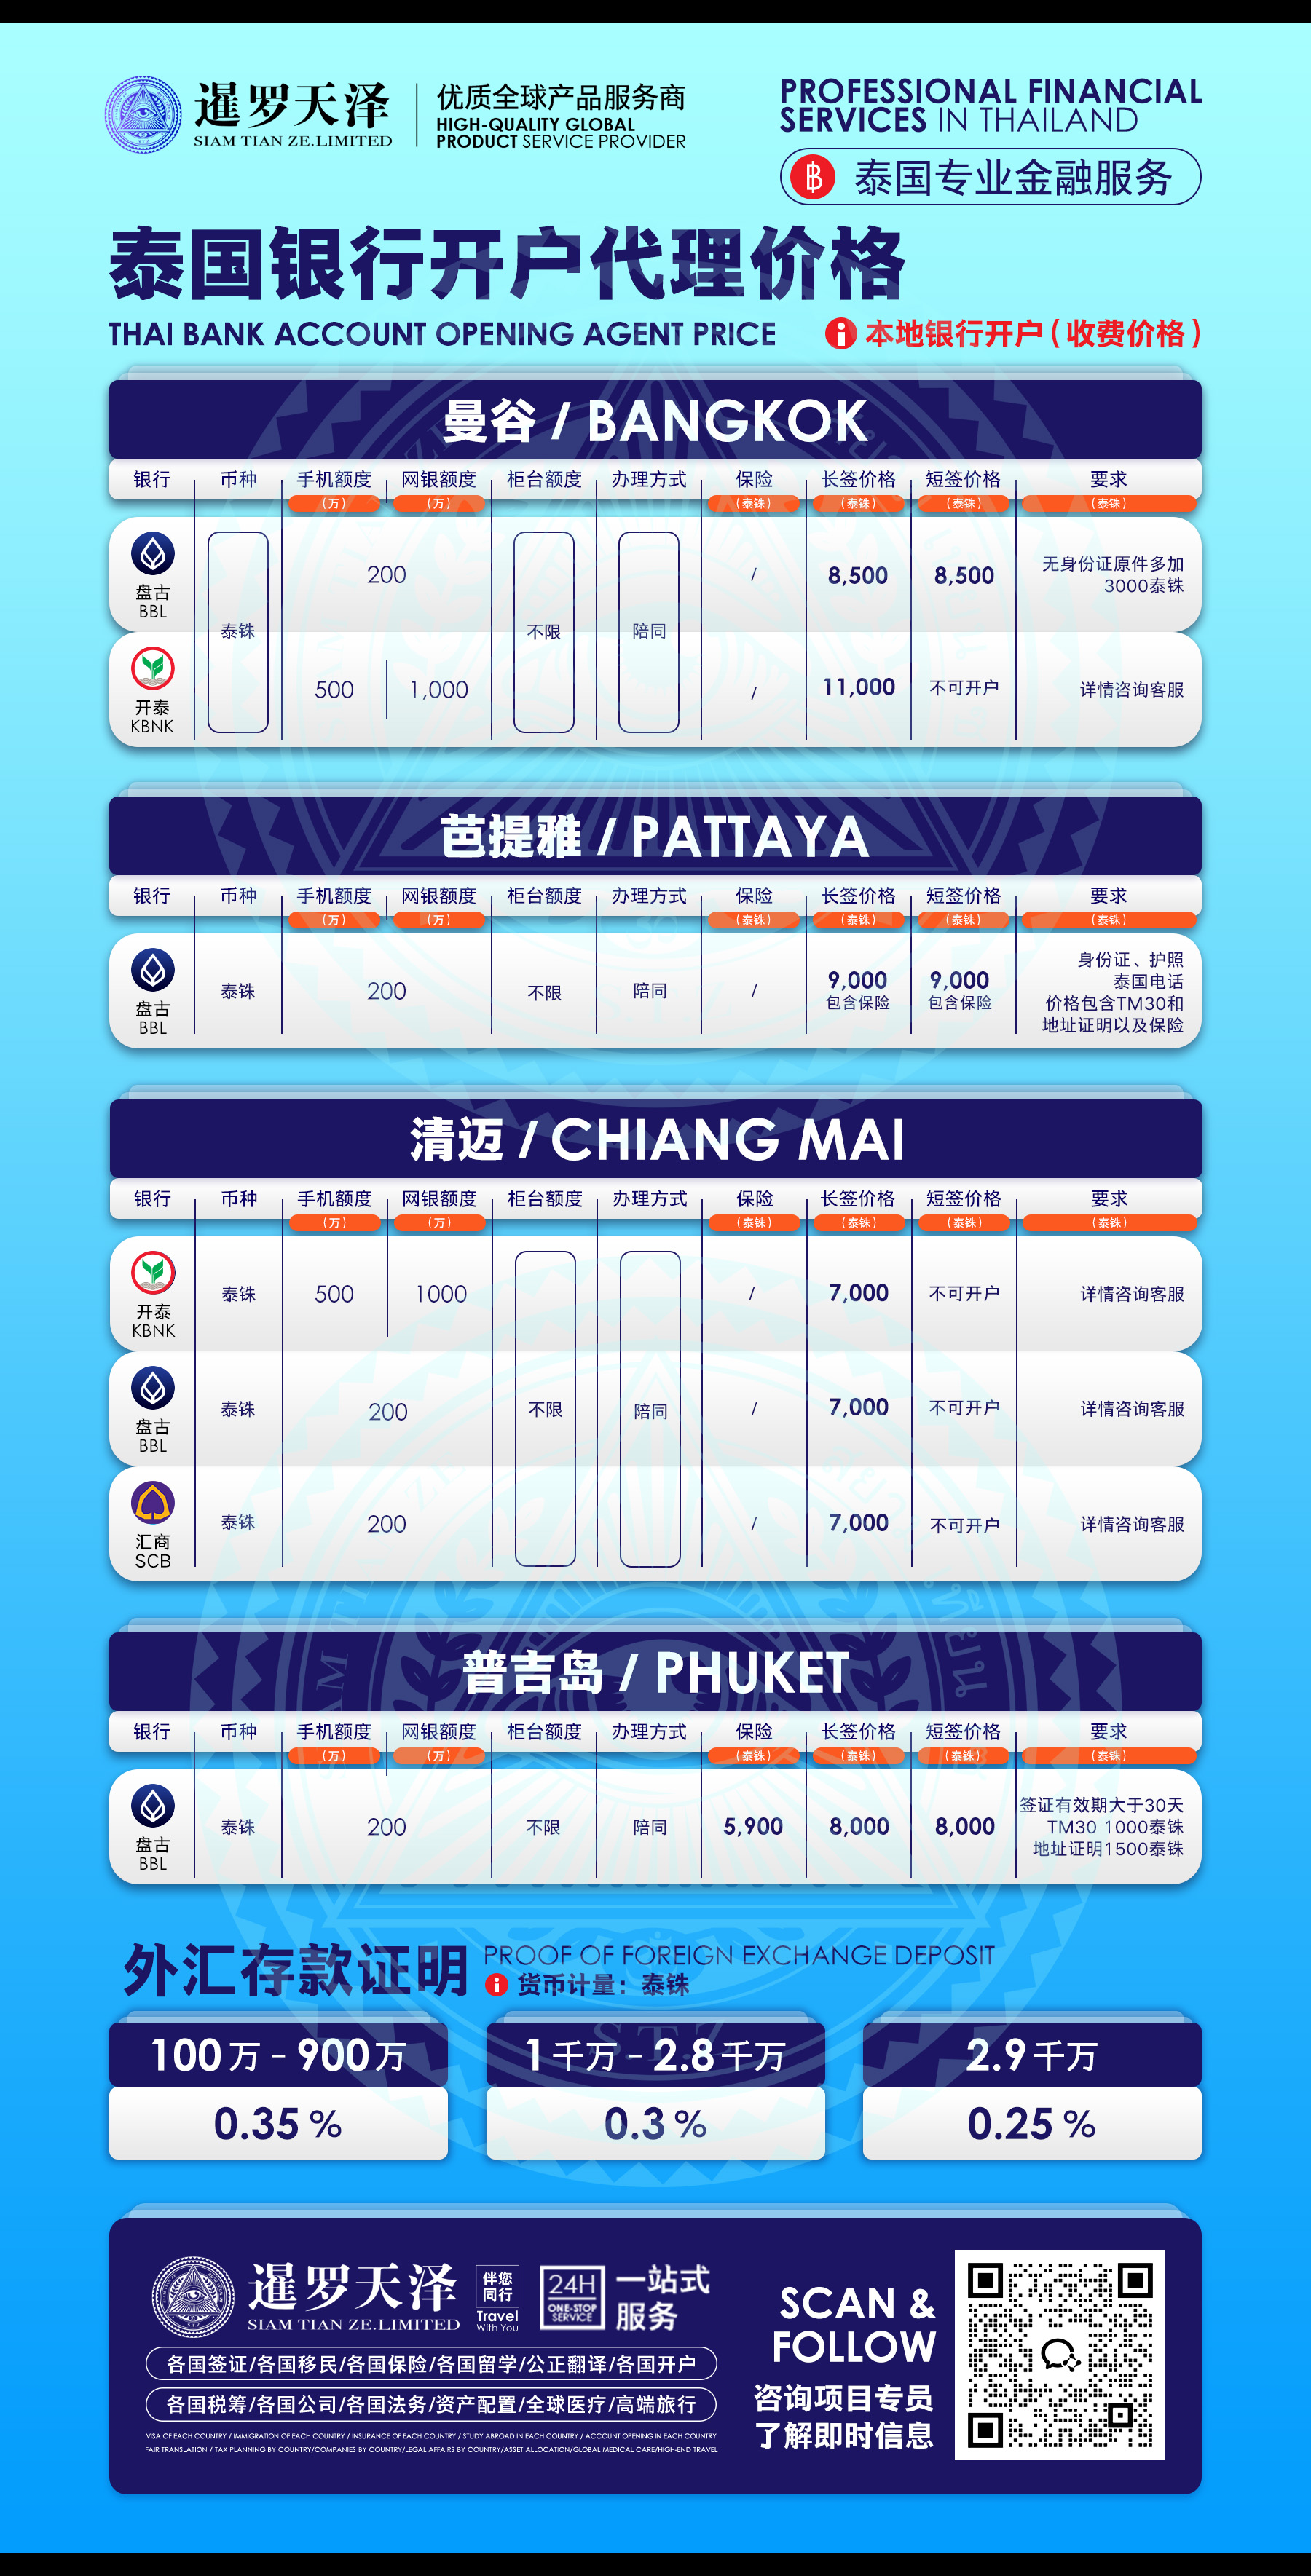 暹罗天泽
SIAM TIAN ZE.LIMITED
优质全球产品服务商
HIGH-QUALITY GLOBAL
PRODUCT SERVICE PROVIDER
PROFESSIONAL FINANCIAL
SERVICES IN THAILAND
฿ 泰国专业金融服务
泰国银行开户代理价格
THAI BANK ACCOUNT OPENING AGENT PRICE
i 本地银行开户(收费价格)
曼谷 / BANGKOK
银行 币种 手机额度 网银额度 柜台额度 办理方式 保险 长签价格 短签价格 要求
(万) (万) (泰铢) (泰铢) (泰铢) (泰铢)
盘古
BBL
泰铢
200
不限
陪同
/
8,500
8,500
无身份证原件多加
3000泰铢
开泰
KBNK
500
1,000
/
11,000
不可开户
详情咨询客服
芭提雅 / PATTAYA
银行 币种 手机额度 网银额度 柜台额度 办理方式 保险 长签价格 短签价格 要求
(万) (万) (泰铢) (泰铢) (泰铢) (泰铢)
盘古
BBL
泰铢
200
不限
陪同
/
9,000
包含保险
9,000
包含保险
身份证、护照
泰国电话
价格包含TM30和
地址证明以及保险
清迈 / CHIANG MAI
银行 币种 手机额度 网银额度 柜台额度 办理方式 保险 长签价格 短签价格 要求
(万) (万) (泰铢) (泰铢) (泰铢) (泰铢)
开泰
KBNK
泰铢
500
1000
/
7,000
不可开户
详情咨询客服
盘古
BBL
泰铢
200
不限
陪同
/
7,000
不可开户
详情咨询客服
汇商
SCB
泰铢
200
/
7,000
不可开户
详情咨询客服
普吉岛 / PHUKET
银行 币种 手机额度 网银额度 柜台额度 办理方式 保险 长签价格 短签价格 要求
(万) (万) (泰铢) (泰铢) (泰铢) (泰铢)
盘古
BBL
泰铢
200
不限
陪同
5,900
8,000
8,000
签证有效期大于30天
TM30 1000泰铢
地址证明1500泰铢
外汇存款证明
PROOF OF FOREIGN EXCHANGE DEPOSIT
i 货币计量：泰铢
100万 - 900万
0.35 %
1千万 - 2.8千万
0.3 %
2.9千万
0.25 %
S.T.Z
暹罗天泽
SIAM TIAN ZE.LIMITED
伴您
同行
Travel
With You
24H
ONE-STOP
SERVICE
一站式
服务
各国签证/各国移民/各国保险/各国留学/公正翻译/各国开户
各国税筹/各国公司/各国法务/资产配置/全球医疗/高端旅行
VISA OF EACH COUNTRY / IMMIGRATION OF EACH COUNTRY / INSURANCE OF EACH COUNTRY / STUDY ABROAD IN EACH COUNTRY / ACCOUNT OPENING IN EACH COUNTRY
FAIR TRANSLATION / TAX PLANNING BY COUNTRY/COMPANIES BY COUNTRY/LEGAL AFFAIRS BY COUNTRY/ASSET ALLOCATION/GLOBAL MEDICAL CARE/HIGH-END TRAVEL
SCAN &
FOLLOW
咨询项目专员
了解即时信息